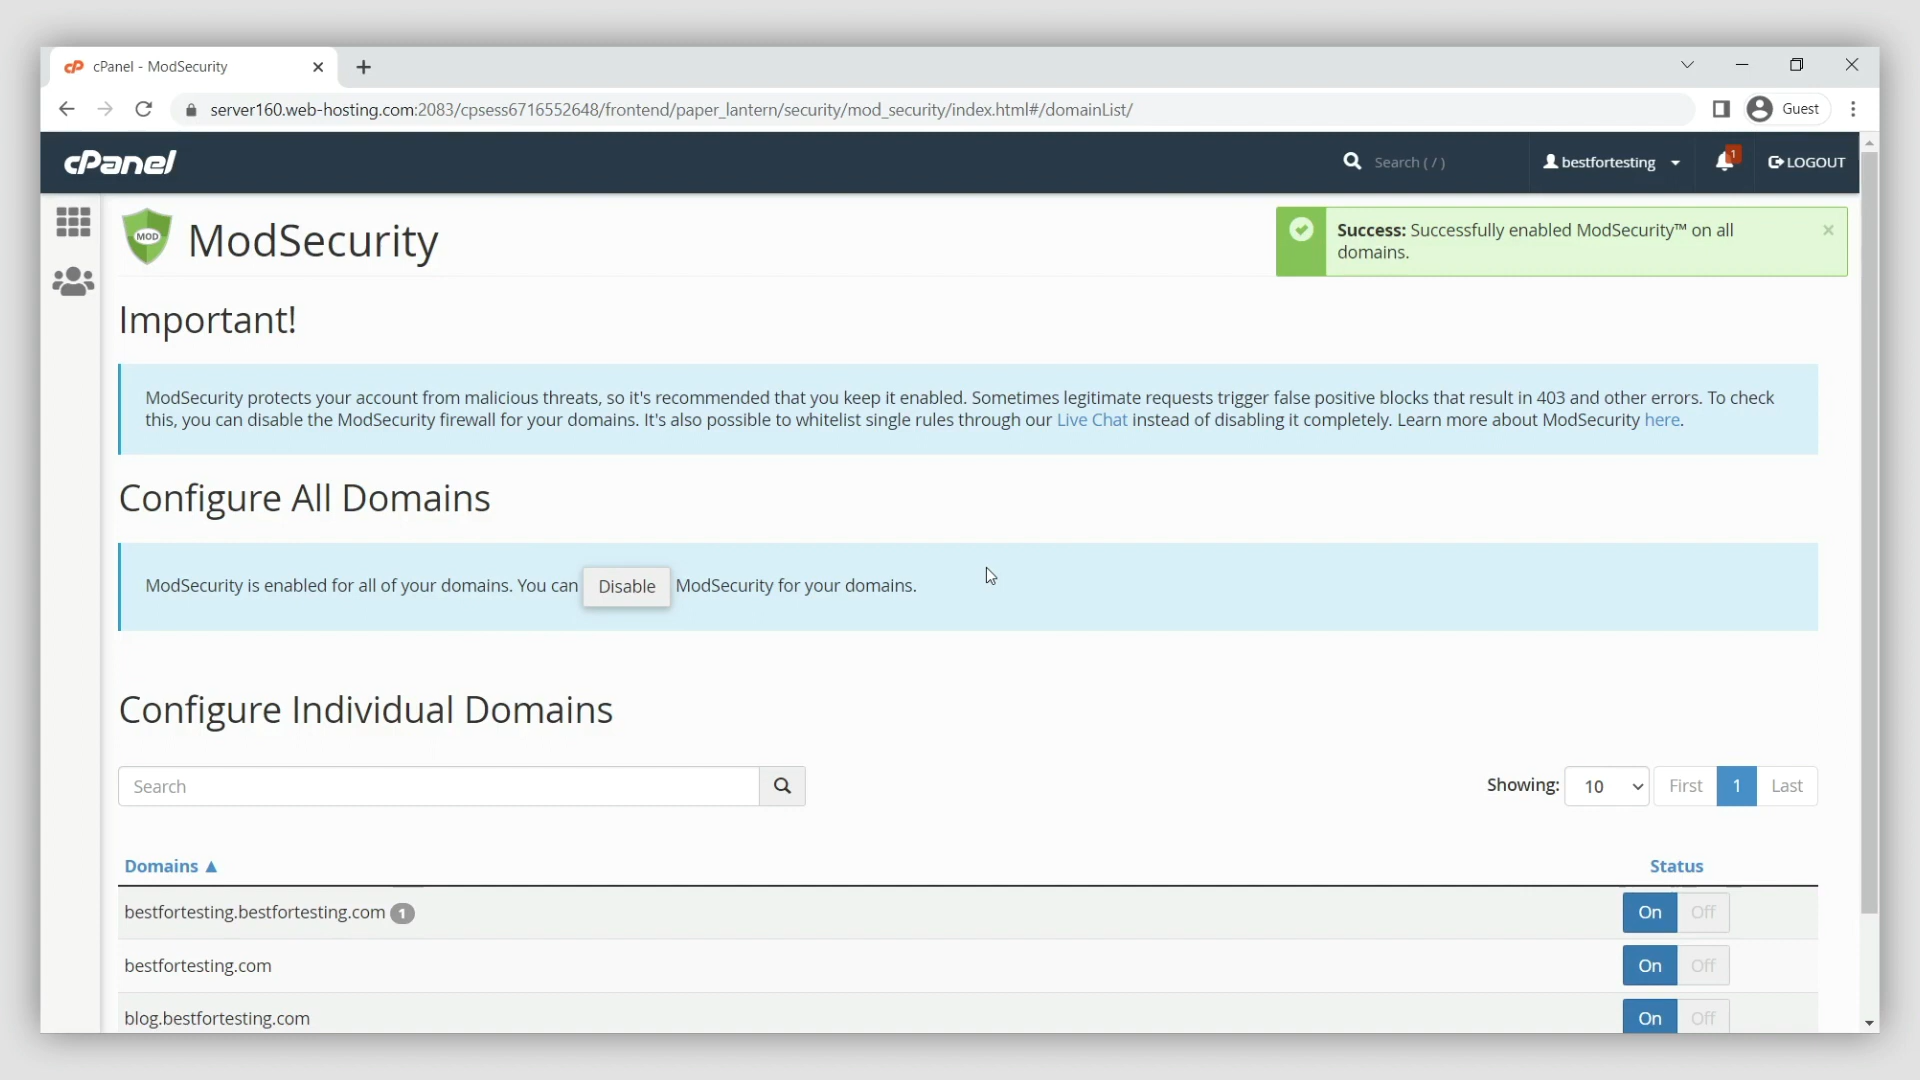 cPanel - ModSecurity
server160.web-hosting.com:2083/cpsess6716552648/frontend/paper_lantern/security/mod_security/index.html#/domainList/
Guest
cPanel
Search ( / )
bestfortesting
1
LOGOUT
MOD
ModSecurity
Success: Successfully enabled ModSecurity™ on all
domains.
Important!
ModSecurity protects your account from malicious threats, so it's recommended that you keep it enabled. Sometimes legitimate requests trigger false positive blocks that result in 403 and other errors. To check
this, you can disable the ModSecurity firewall for your domains. It's also possible to whitelist single rules through our Live Chat instead of disabling it completely. Learn more about ModSecurity here.
Configure All Domains
ModSecurity is enabled for all of your domains. You can Disable ModSecurity for your domains.
Configure Individual Domains
Search
Showing: 10 First 1 Last
Domains ▲ Status
bestfortesting.bestfortesting.com 1 On Off
bestfortesting.com On Off
blog.bestfortesting.com On Off